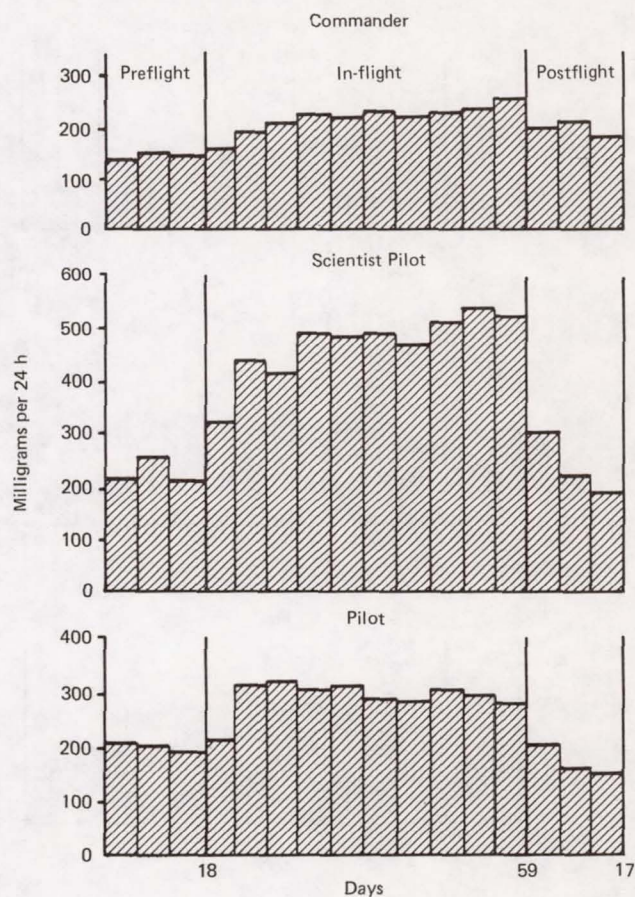 Commander
Preflight
In-flight
Postflight
300
200
100
0
Scientist Pilot
600
500
400
300
200
100
0
Milligrams per 24 h
Pilot
400
300
200
100
0
18
59
17
Days